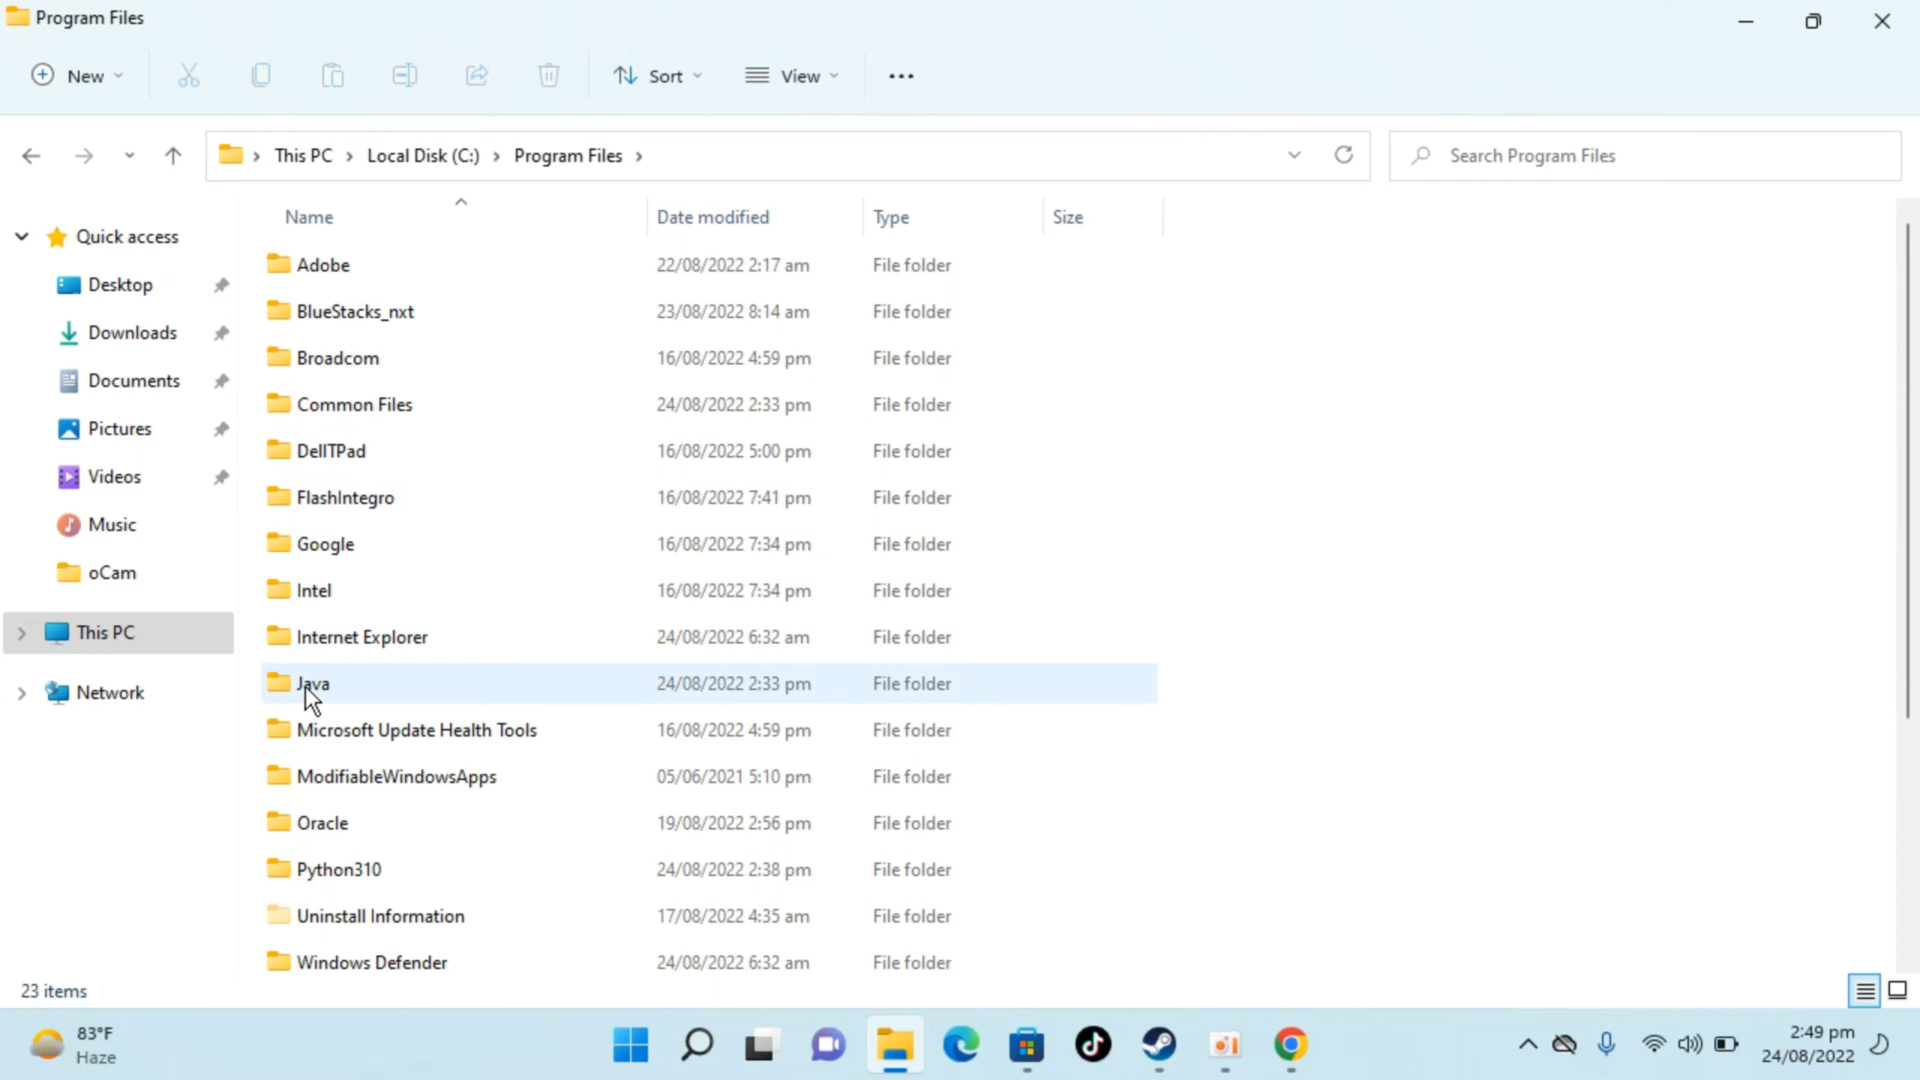 Program Files
New
Sort
View
This PC > Local Disk (C:) > Program Files >
Search Program Files
Quick access
Desktop
Downloads
Documents
Pictures
Videos
Music
oCam
This PC
Network
Name Date modified Type Size
Adobe 22/08/2022 2:17 am File folder
BlueStacks_nxt 23/08/2022 8:14 am File folder
Broadcom 16/08/2022 4:59 pm File folder
Common Files 24/08/2022 2:33 pm File folder
DellTPad 16/08/2022 5:00 pm File folder
FlashIntegro 16/08/2022 7:41 pm File folder
Google 16/08/2022 7:34 pm File folder
Intel 16/08/2022 7:34 pm File folder
Internet Explorer 24/08/2022 6:32 am File folder
Java 24/08/2022 2:33 pm File folder
Microsoft Update Health Tools 16/08/2022 4:59 pm File folder
ModifiableWindowsApps 05/06/2021 5:10 pm File folder
Oracle 19/08/2022 2:56 pm File folder
Python310 24/08/2022 2:38 pm File folder
Uninstall Information 17/08/2022 4:35 am File folder
Windows Defender 24/08/2022 6:32 am File folder
23 items
83°F
Haze
2:49 pm
24/08/2022